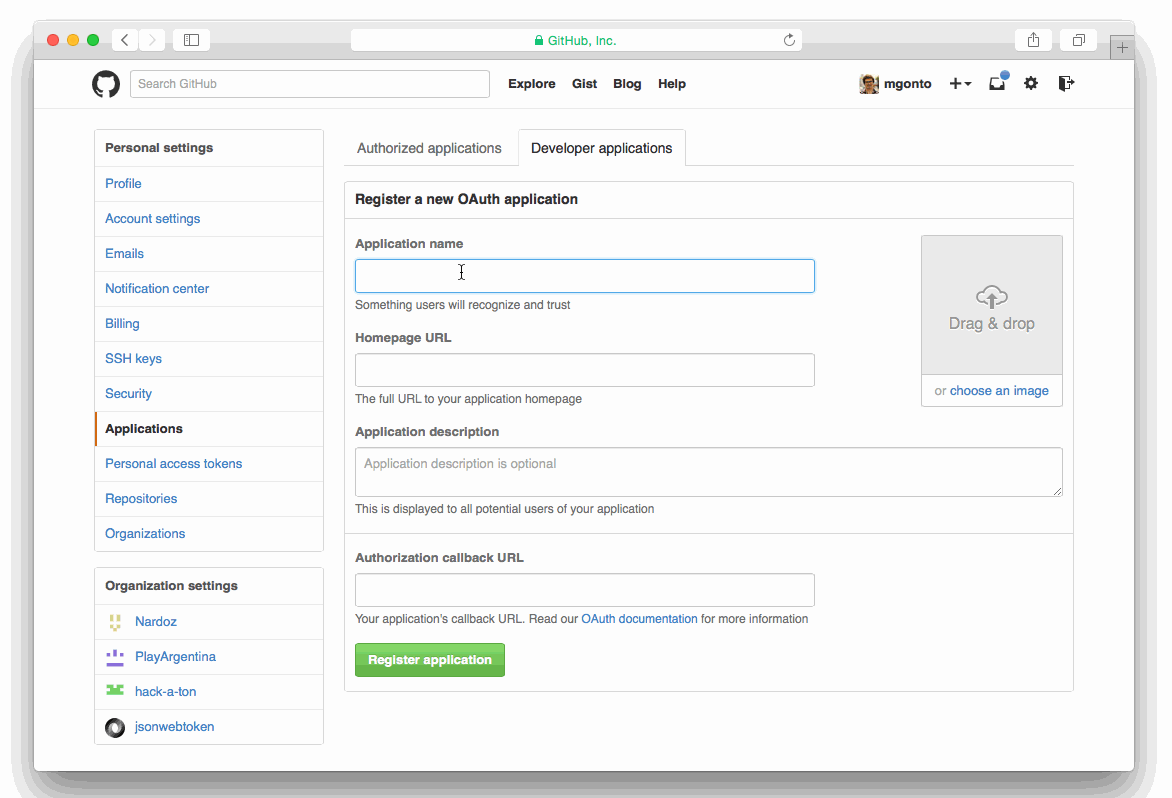 GitHub, Inc.
Search GitHub
Explore
Gist
Blog
Help
mgonto
Personal settings
Profile
Account settings
Emails
Notification center
Billing
SSH keys
Security
Applications
Personal access tokens
Repositories
Organizations
Organization settings
Nardoz
PlayArgentina
hack-a-ton
jsonwebtoken
Authorized applications
Developer applications
Register a new OAuth application
Application name
Something users will recognize and trust
Homepage URL
The full URL to your application homepage
Drag & drop
or choose an image
Application description
Application description is optional
This is displayed to all potential users of your application
Authorization callback URL
Your application's callback URL. Read our OAuth documentation for more information
Register application